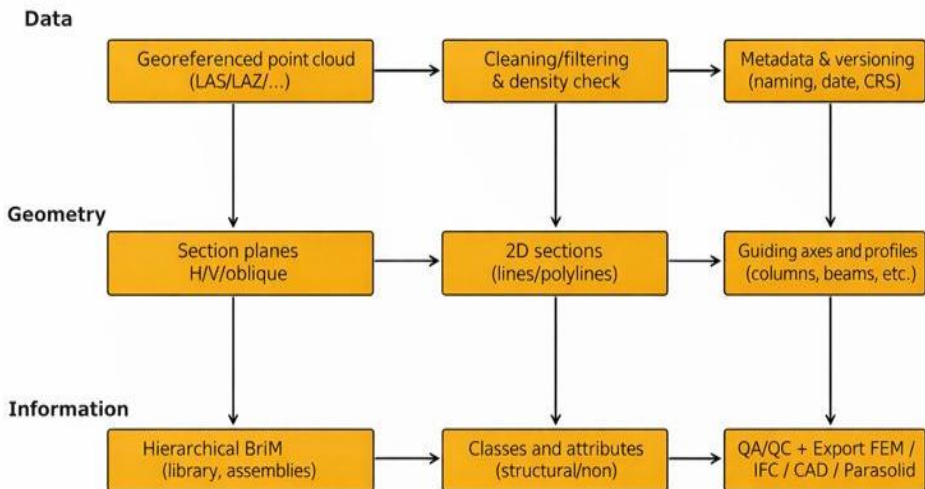 Data
Georeferenced point cloud
(LAS/LAZ/...)
Cleaning/filtering
& density check
Metadata & versioning
(naming, date, CRS)
Geometry
Section planes
H/V/oblique
2D sections
(lines/polylines)
Guiding axes and profiles
(columns, beams, etc.)
Information
Hierarchical BriM
(library, assemblies)
Classes and attributes
(structural/non)
QA/QC + Export FEM /
IFC / CAD / Parasolid